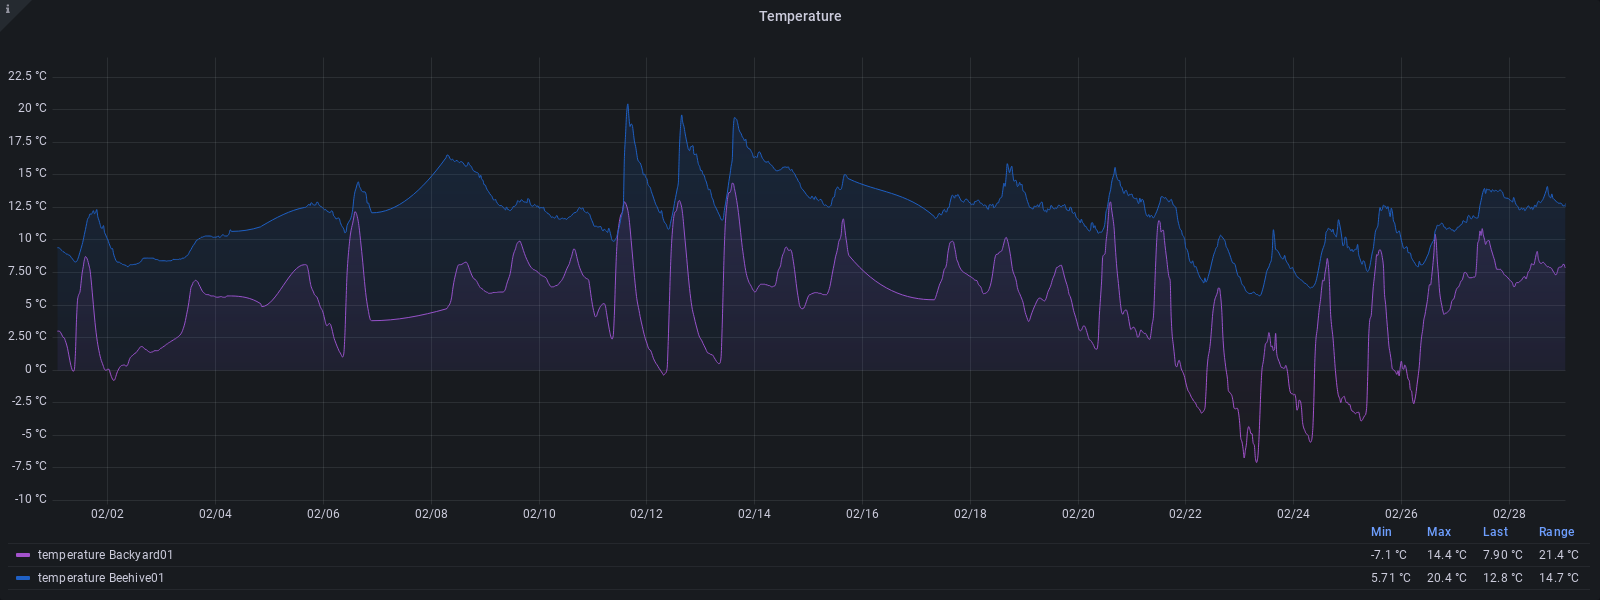 i
Temperature
22.5 °C
20 °C
17.5 °C
15 °C
12.5 °C
10 °C
7.50 °C
5 °C
2.50 °C
0 °C
-2.5 °C
-5 °C
-7.5 °C
-10 °C
02/02 02/04 02/06 02/08 02/10 02/12 02/14 02/16 02/18 02/20 02/22 02/24 02/26 02/28
Min Max Last Range
temperature Backyard01 -7.1 °C 14.4 °C 7.90 °C 21.4 °C
temperature Beehive01 5.71 °C 20.4 °C 12.8 °C 14.7 °C